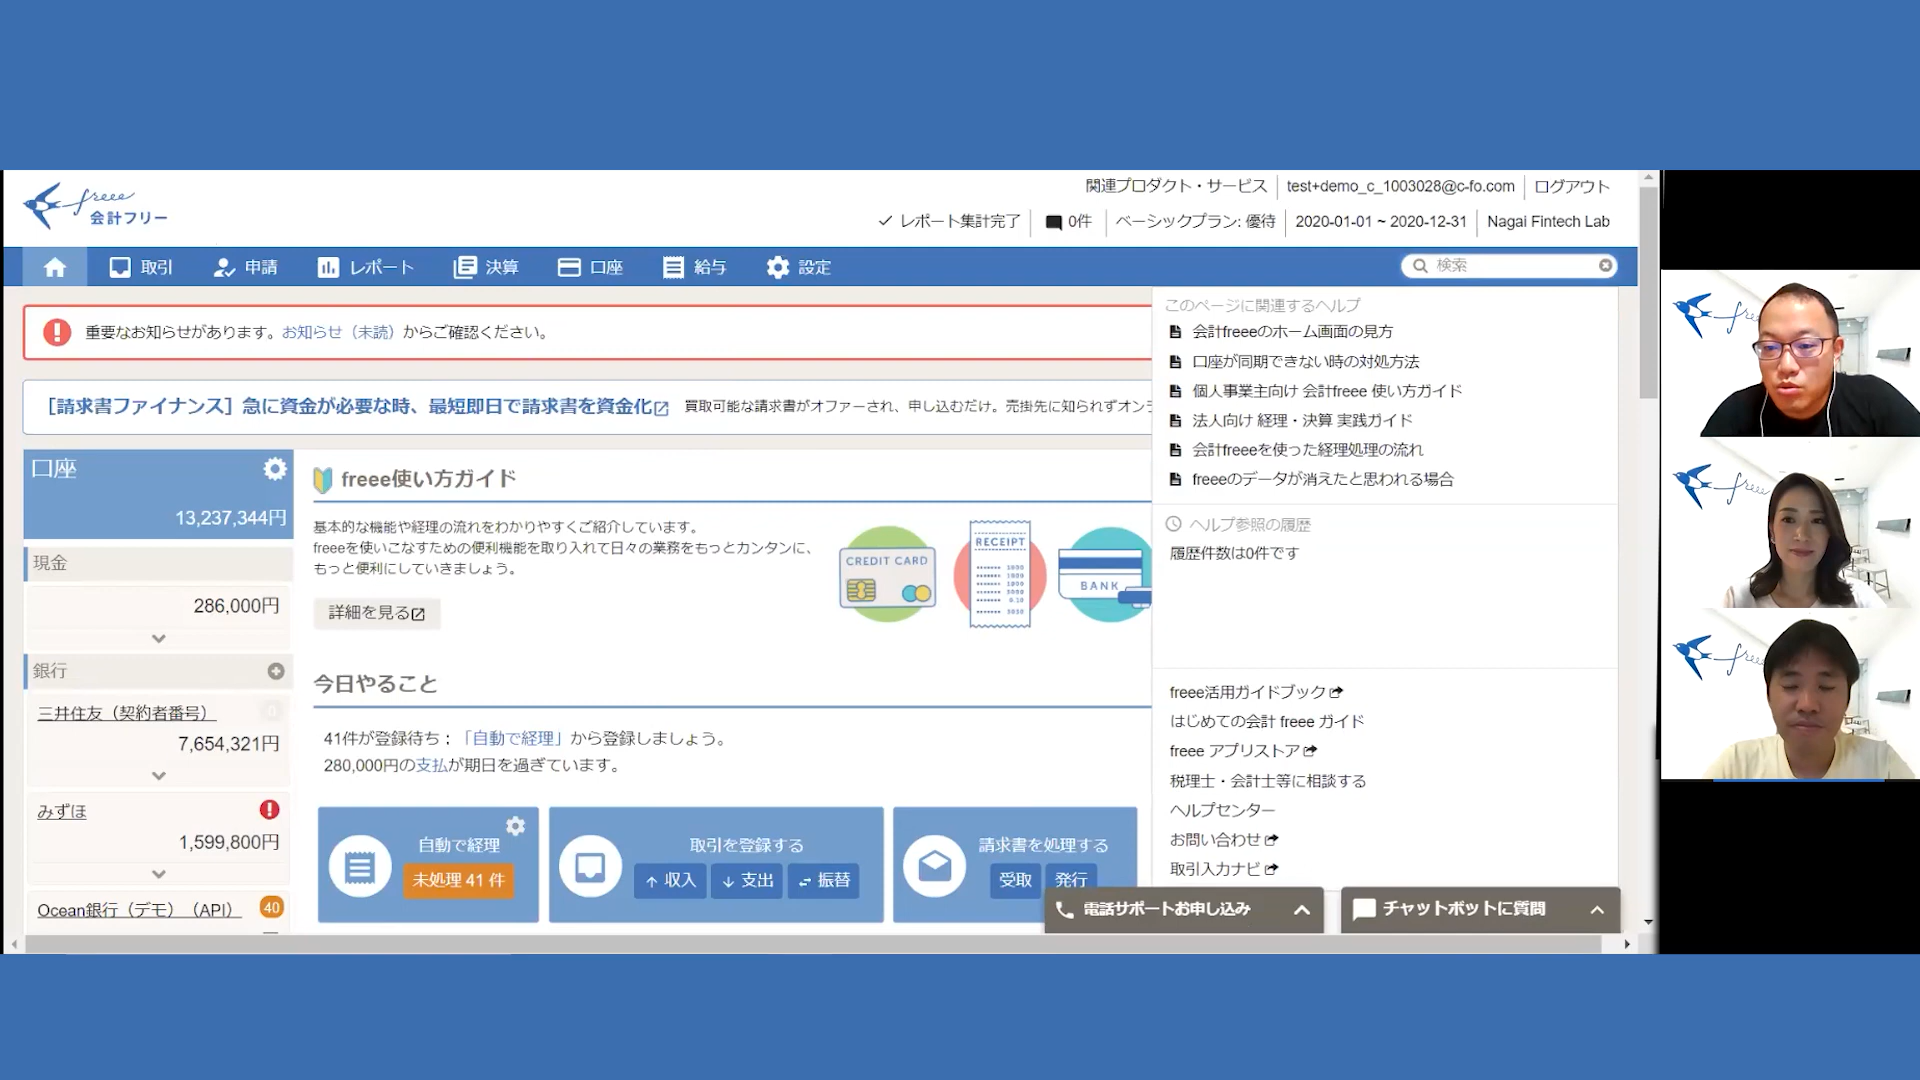 freee
会計フリー
関連プロダクト・サービス test+demo_c_1003028@c-fo.com ログアウト
レポート集計完了 0件 ベーシックプラン: 優待 2020-01-01 ~ 2020-12-31 Nagai Fintech Lab
取引 申請 レポート 決算 口座 給与 設定 検索
重要なお知らせがあります。お知らせ（未読）からご確認ください。
［請求書ファイナンス］急に資金が必要な時、最短即日で請求書を資金化 買取可能な請求書がオファーされ、申し込むだけ。売掛先に知られずオン
口座
13,237,344円
現金
286,000円
銀行
三井住友（契約者番号）
7,654,321円
みずほ
1,599,800円
Ocean銀行（デモ）（API） 40
freee使い方ガイド
基本的な機能や経理の流れをわかりやすくご紹介しています。
freeeを使いこなすための便利機能を取り入れて日々の業務をもっとカンタンに、
もっと便利にしていきましょう。
詳細を見る
CREDIT CARD
RECEIPT
BANK
今日やること
41件が登録待ち：「自動で経理」から登録しましょう。
280,000円の支払が期日を過ぎています。
自動で経理
未処理 41 件
取引を登録する
収入 支出 振替
請求書を処理する
受取 発行
このページに関連するヘルプ
会計freeeのホーム画面の見方
口座が同期できない時の対処方法
個人事業主向け 会計freee 使い方ガイド
法人向け 経理・決算 実践ガイド
会計freeeを使った経理処理の流れ
freeeのデータが消えたと思われる場合
ヘルプ参照の履歴
履歴件数は0件です
freee活用ガイドブック
はじめての会計 freee ガイド
freee アプリストア
税理士・会計士等に相談する
ヘルプセンター
お問い合わせ
取引入力ナビ
電話サポートお申し込み
チャットボットに質問